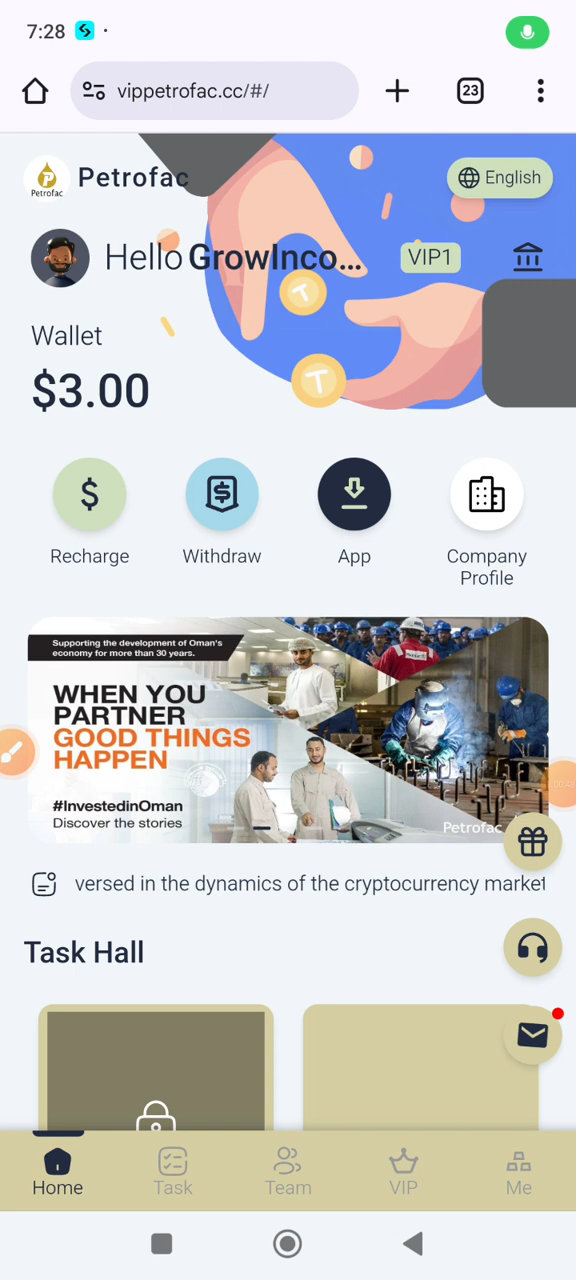 7:28
vippetrofac.cc/#/
23
Petrofac
Petrofac
English
Hello GrowInco...
VIP1
Wallet
$3.00
Recharge
Withdraw
App
Company
Profile
Supporting the development of Oman's
economy for more than 30 years.
WHEN YOU
PARTNER
GOOD THINGS
HAPPEN
#InvestedinOman
Discover the stories
Petrofac
versed in the dynamics of the cryptocurrency market
Task Hall
Home
Task
Team
VIP
Me